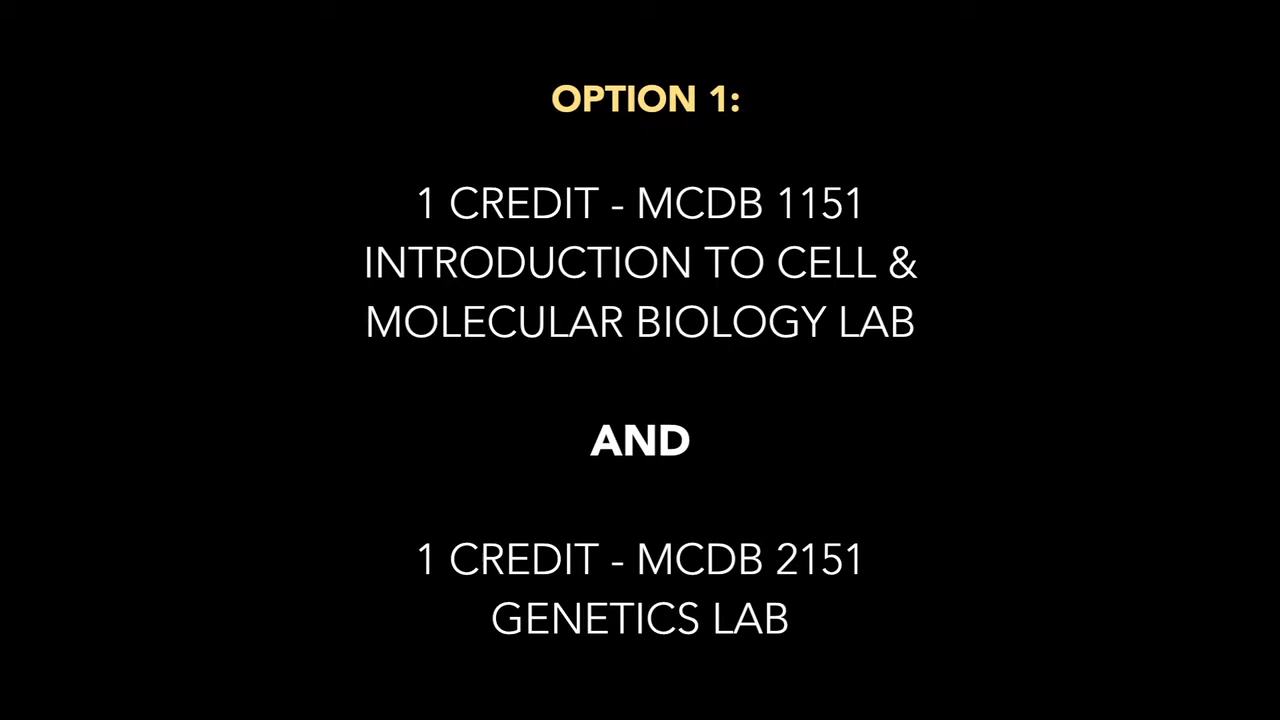 OPTION 1:
1 CREDIT - MCDB 1151
INTRODUCTION TO CELL &
MOLECULAR BIOLOGY LAB
AND
1 CREDIT - MCDB 2151
GENETICS LAB